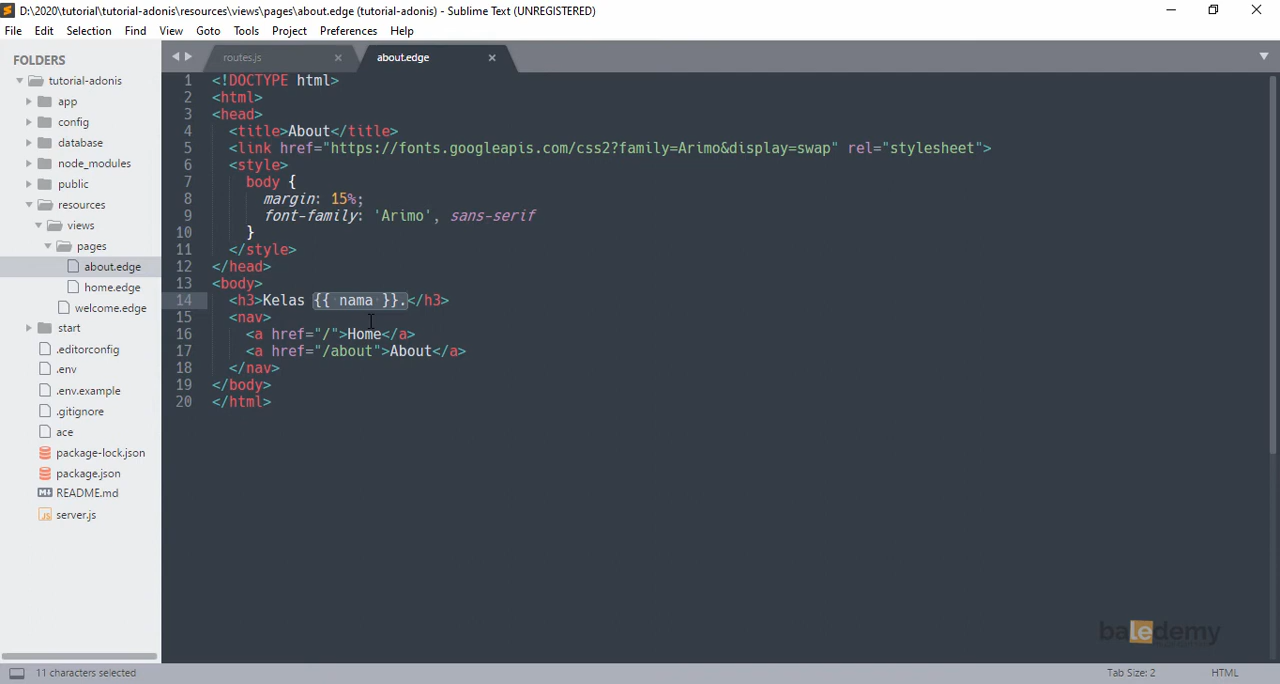 D:\2020\tutorial\tutorial-adonis\resources\views\pages\about.edge (tutorial-adonis) - Sublime Text (UNREGISTERED)
File Edit Selection Find View Goto Tools Project Preferences Help
FOLDERS
tutorial-adonis
app
config
database
node_modules
public
resources
views
pages
about.edge
home.edge
welcome.edge
start
.editorconfig
.env
.env.example
.gitignore
ace
package-lock.json
package.json
README.md
server.js
routes.js
about.edge
1 <!DOCTYPE html>
2 <html>
3 <head>
4 <title>About</title>
5 <link href="https://fonts.googleapis.com/css2?family=Arimo&display=swap" rel="stylesheet">
6 <style>
7 body {
8 margin: 15%;
9 font-family: 'Arimo', sans-serif
10 }
11 </style>
12 </head>
13 <body>
14 <h3>Kelas {{ nama }}.</h3>
15 <nav>
16 <a href="/">Home</a>
17 <a href="/about">About</a>
18 </nav>
19 </body>
20 </html>
baledemy
11 characters selected
Tab Size: 2
HTML